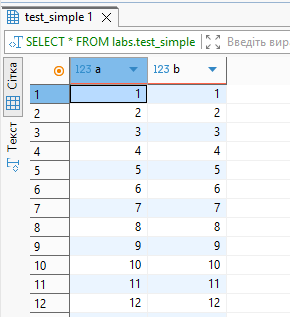 test_simple 1
SELECT * FROM labs.test_simple
Введіть вир
Сітка
Текст
123 a 123 b
1 1 1
2 2 2
3 3 3
4 4 4
5 5 5
6 6 6
7 7 7
8 8 8
9 9 9
10 10 10
11 11 11
12 12 12